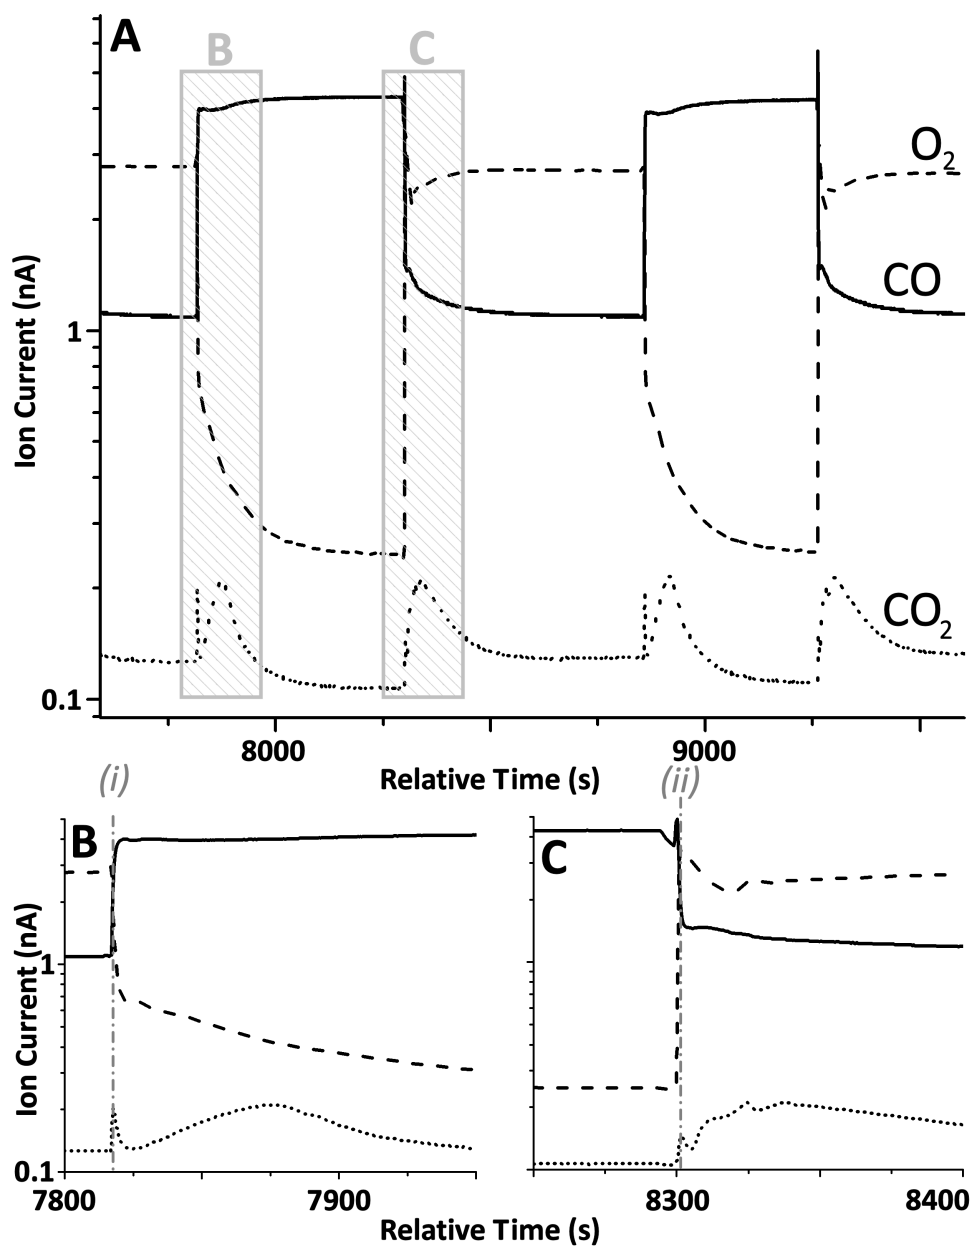 A
B
C
O2
CO
CO2
Ion Current (nA)
1
0.1
8000
9000
Relative Time (s)
(i)
(ii)
B
Ion Current (nA)
1
0.1
7800
7900
C
8300
8400
Relative Time (s)